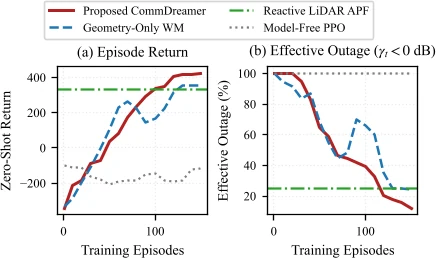 Proposed CommDreamer
Reactive LiDAR APF
Geometry-Only WM
Model-Free PPO
(a) Episode Return
(b) Effective Outage (γt < 0 dB)
Zero-Shot Return
400
200
0
−200
0
100
Training Episodes
Effective Outage (%)
100
80
60
40
20
0
100
Training Episodes